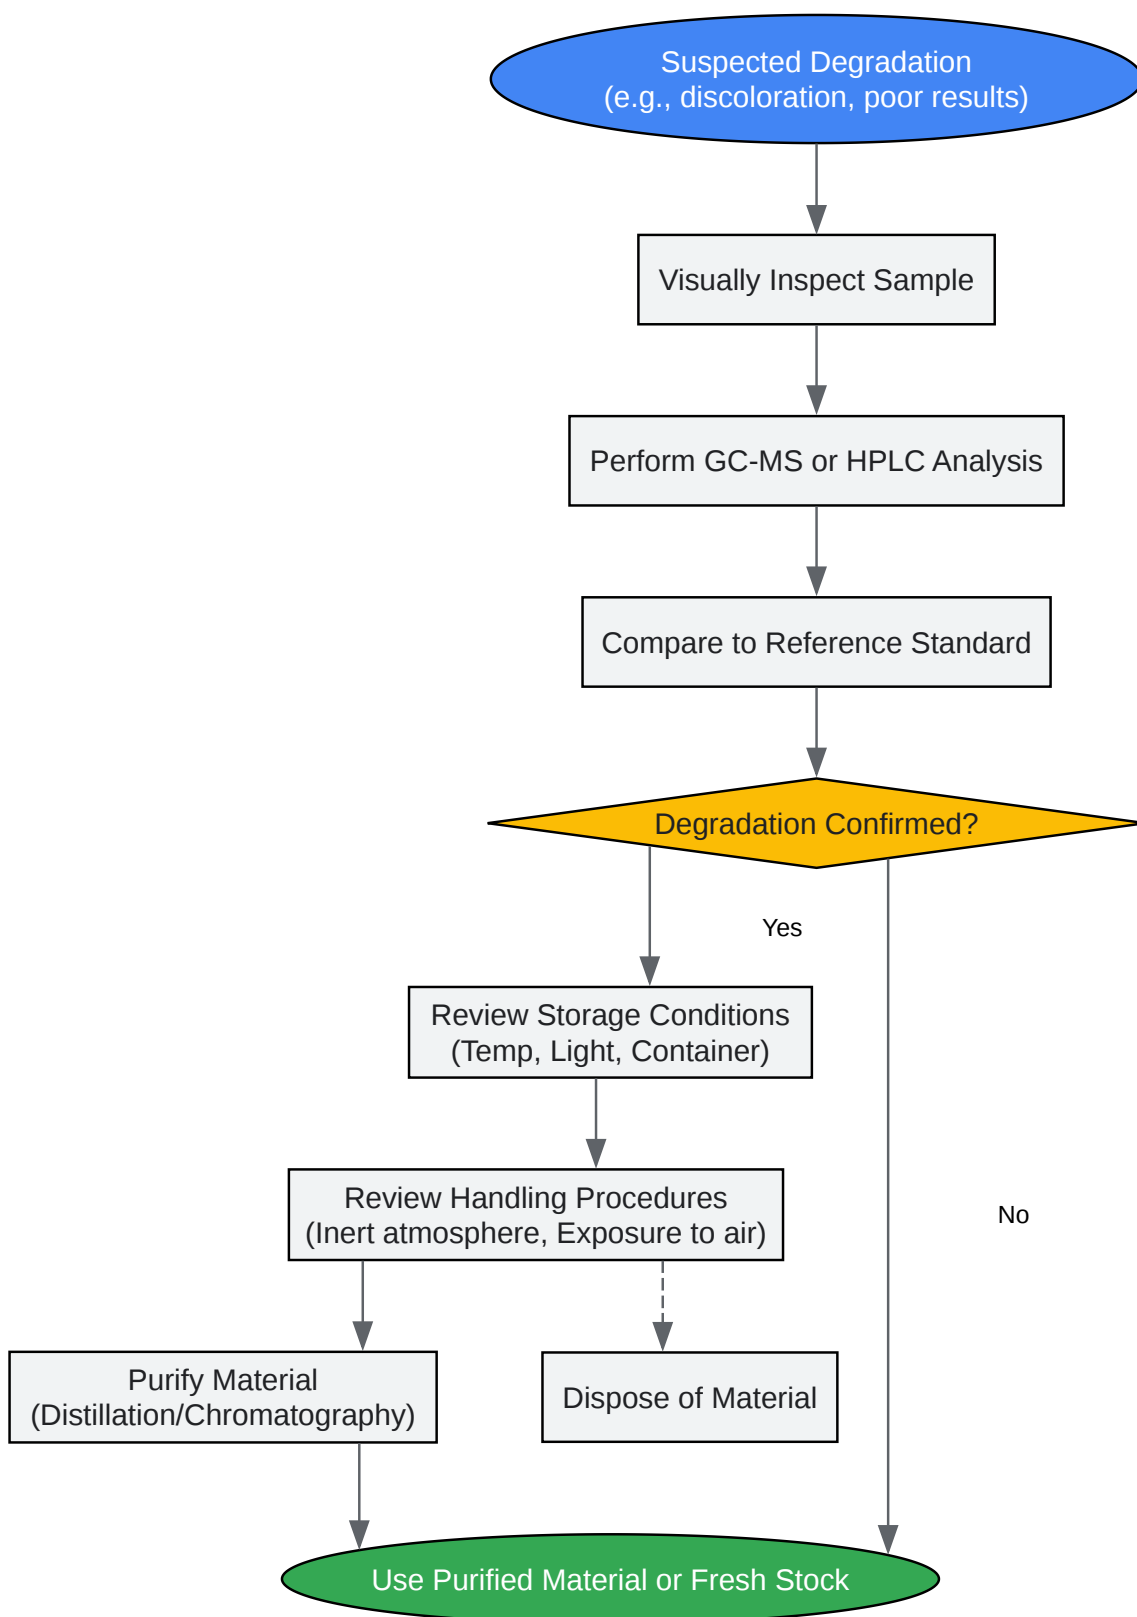 Suspected Degradation
(e.g., discoloration, poor results)
Visually Inspect Sample
Perform GC-MS or HPLC Analysis
Compare to Reference Standard
Degradation Confirmed?
Yes
Review Storage Conditions
(Temp, Light, Container)
Review Handling Procedures
(Inert atmosphere, Exposure to air)
No
Purify Material
(Distillation/Chromatography)
Dispose of Material
Use Purified Material or Fresh Stock